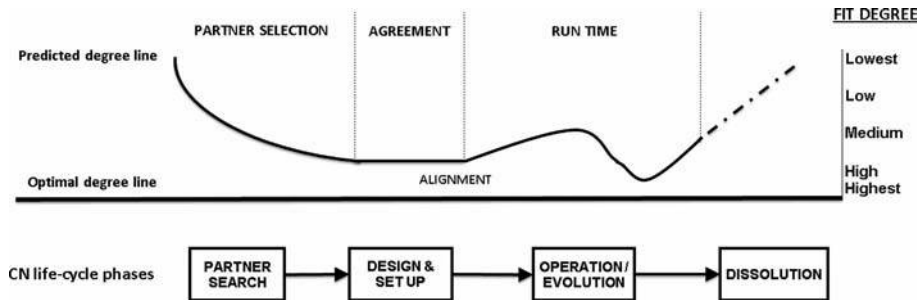 FIT DEGREE
PARTNER SELECTION AGREEMENT RUN TIME
Predicted degree line
Lowest
Low
Medium
High
Highest
ALIGNMENT
Optimal degree line
CN life-cycle phases
PARTNER
SEARCH
DESIGN &
SET UP
OPERATION/
EVOLUTION
DISSOLUTION